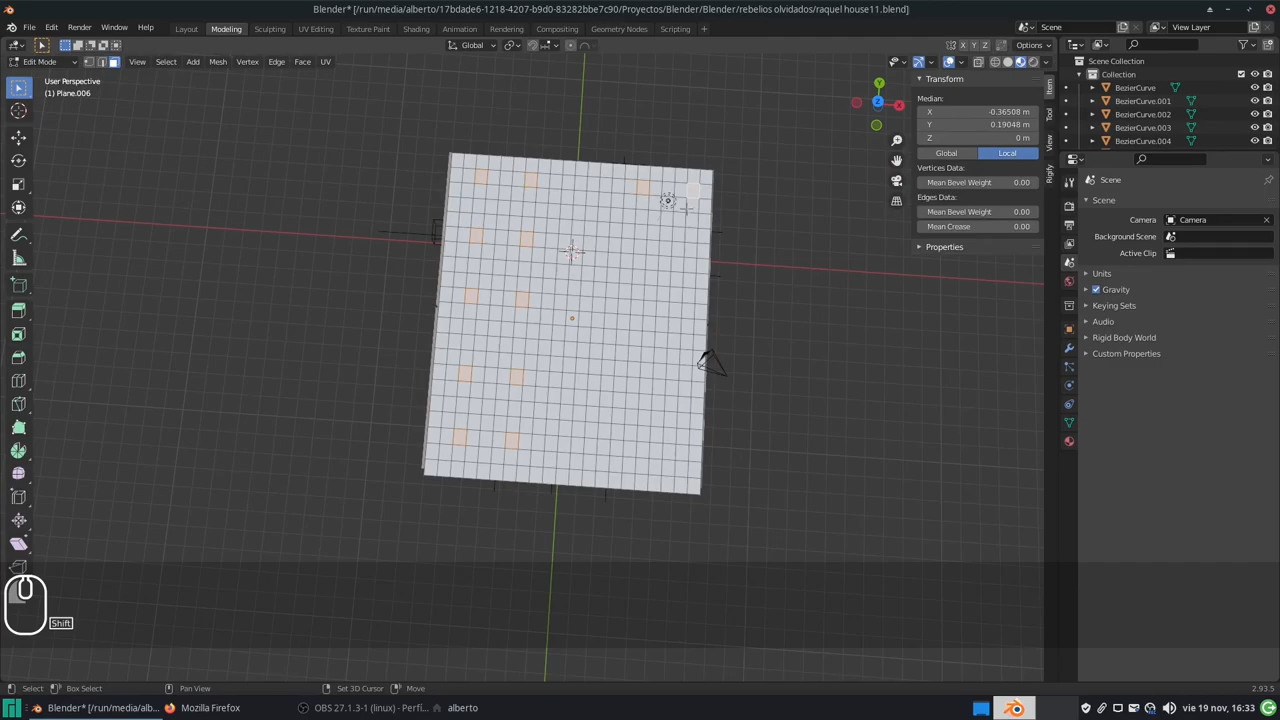 Blender* [/run/media/alberto/17bdade6-1218-4207-b9d0-83282bbe7c90/Proyectos/Blender/Blender/rebelios olvidados/raquel house11.blend]
File Edit Render Window Help Layout Modeling Sculpting UV Editing Texture Paint Shading Animation Rendering Compositing Geometry Nodes Scripting Scene View Layer
Global X Y Z Options
Edit Mode View Select Add Mesh Vertex Edge Face UV
Scene Collection
Collection
BezierCurve
BezierCurve.001
BezierCurve.002
BezierCurve.003
BezierCurve.004
User Perspective
(1) Plane.006
Y
Z
X
Transform
Median:
X -0.36508 m
Y 0.19048 m
Z 0 m
Global Local
Vertices Data:
Mean Bevel Weight 0.00
Edges Data:
Mean Bevel Weight 0.00
Mean Crease 0.00
Properties
Item
Tool
View
Rigify
Scene
Scene
Camera Camera
Background Scene
Active Clip
Units
Gravity
Keying Sets
Audio
Rigid Body World
Custom Properties
Shift
Select Box Select Pan View Set 3D Cursor Move 2.93.5
Blender* [/run/media/alb... Mozilla Firefox OBS 27.1.3-1 (linux) - Perfi... alberto vie 19 nov, 16:33